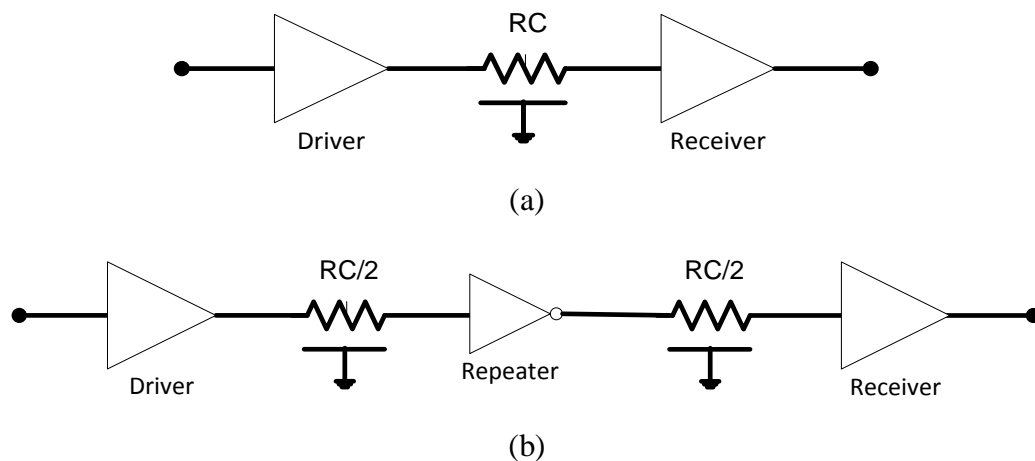 RC
Driver
Receiver
(a)
RC/2
RC/2
Driver
Repeater
Receiver
(b)